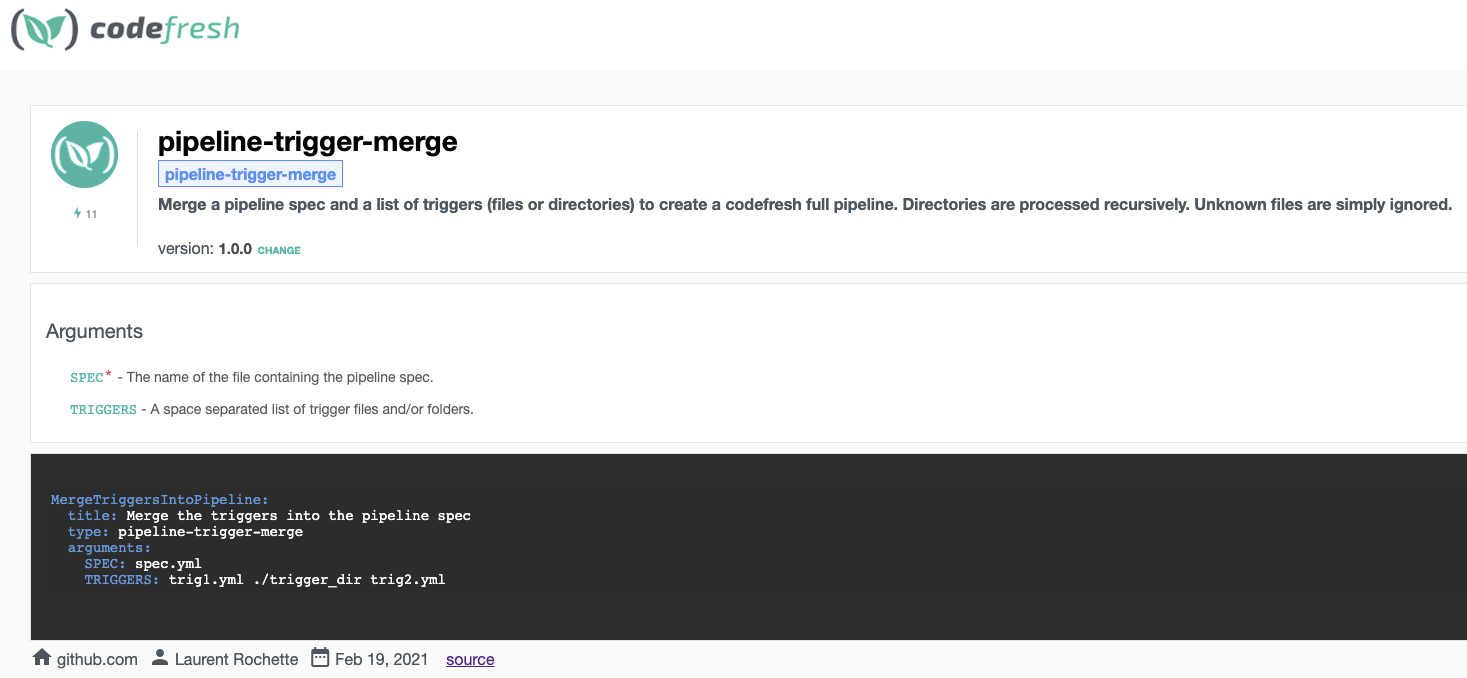 codefresh
pipeline-trigger-merge
pipeline-trigger-merge
11
Merge a pipeline spec and a list of triggers (files or directories) to create a codefresh full pipeline. Directories are processed recursively. Unknown files are simply ignored.
version: 1.0.0 CHANGE
Arguments
SPEC* - The name of the file containing the pipeline spec.
TRIGGERS - A space separated list of trigger files and/or folders.
MergeTriggersIntoPipeline:
  title: Merge the triggers into the pipeline spec
  type: pipeline-trigger-merge
  arguments:
    SPEC: spec.yml
    TRIGGERS: trig1.yml ./trigger_dir trig2.yml
github.com Laurent Rochette Feb 19, 2021 source